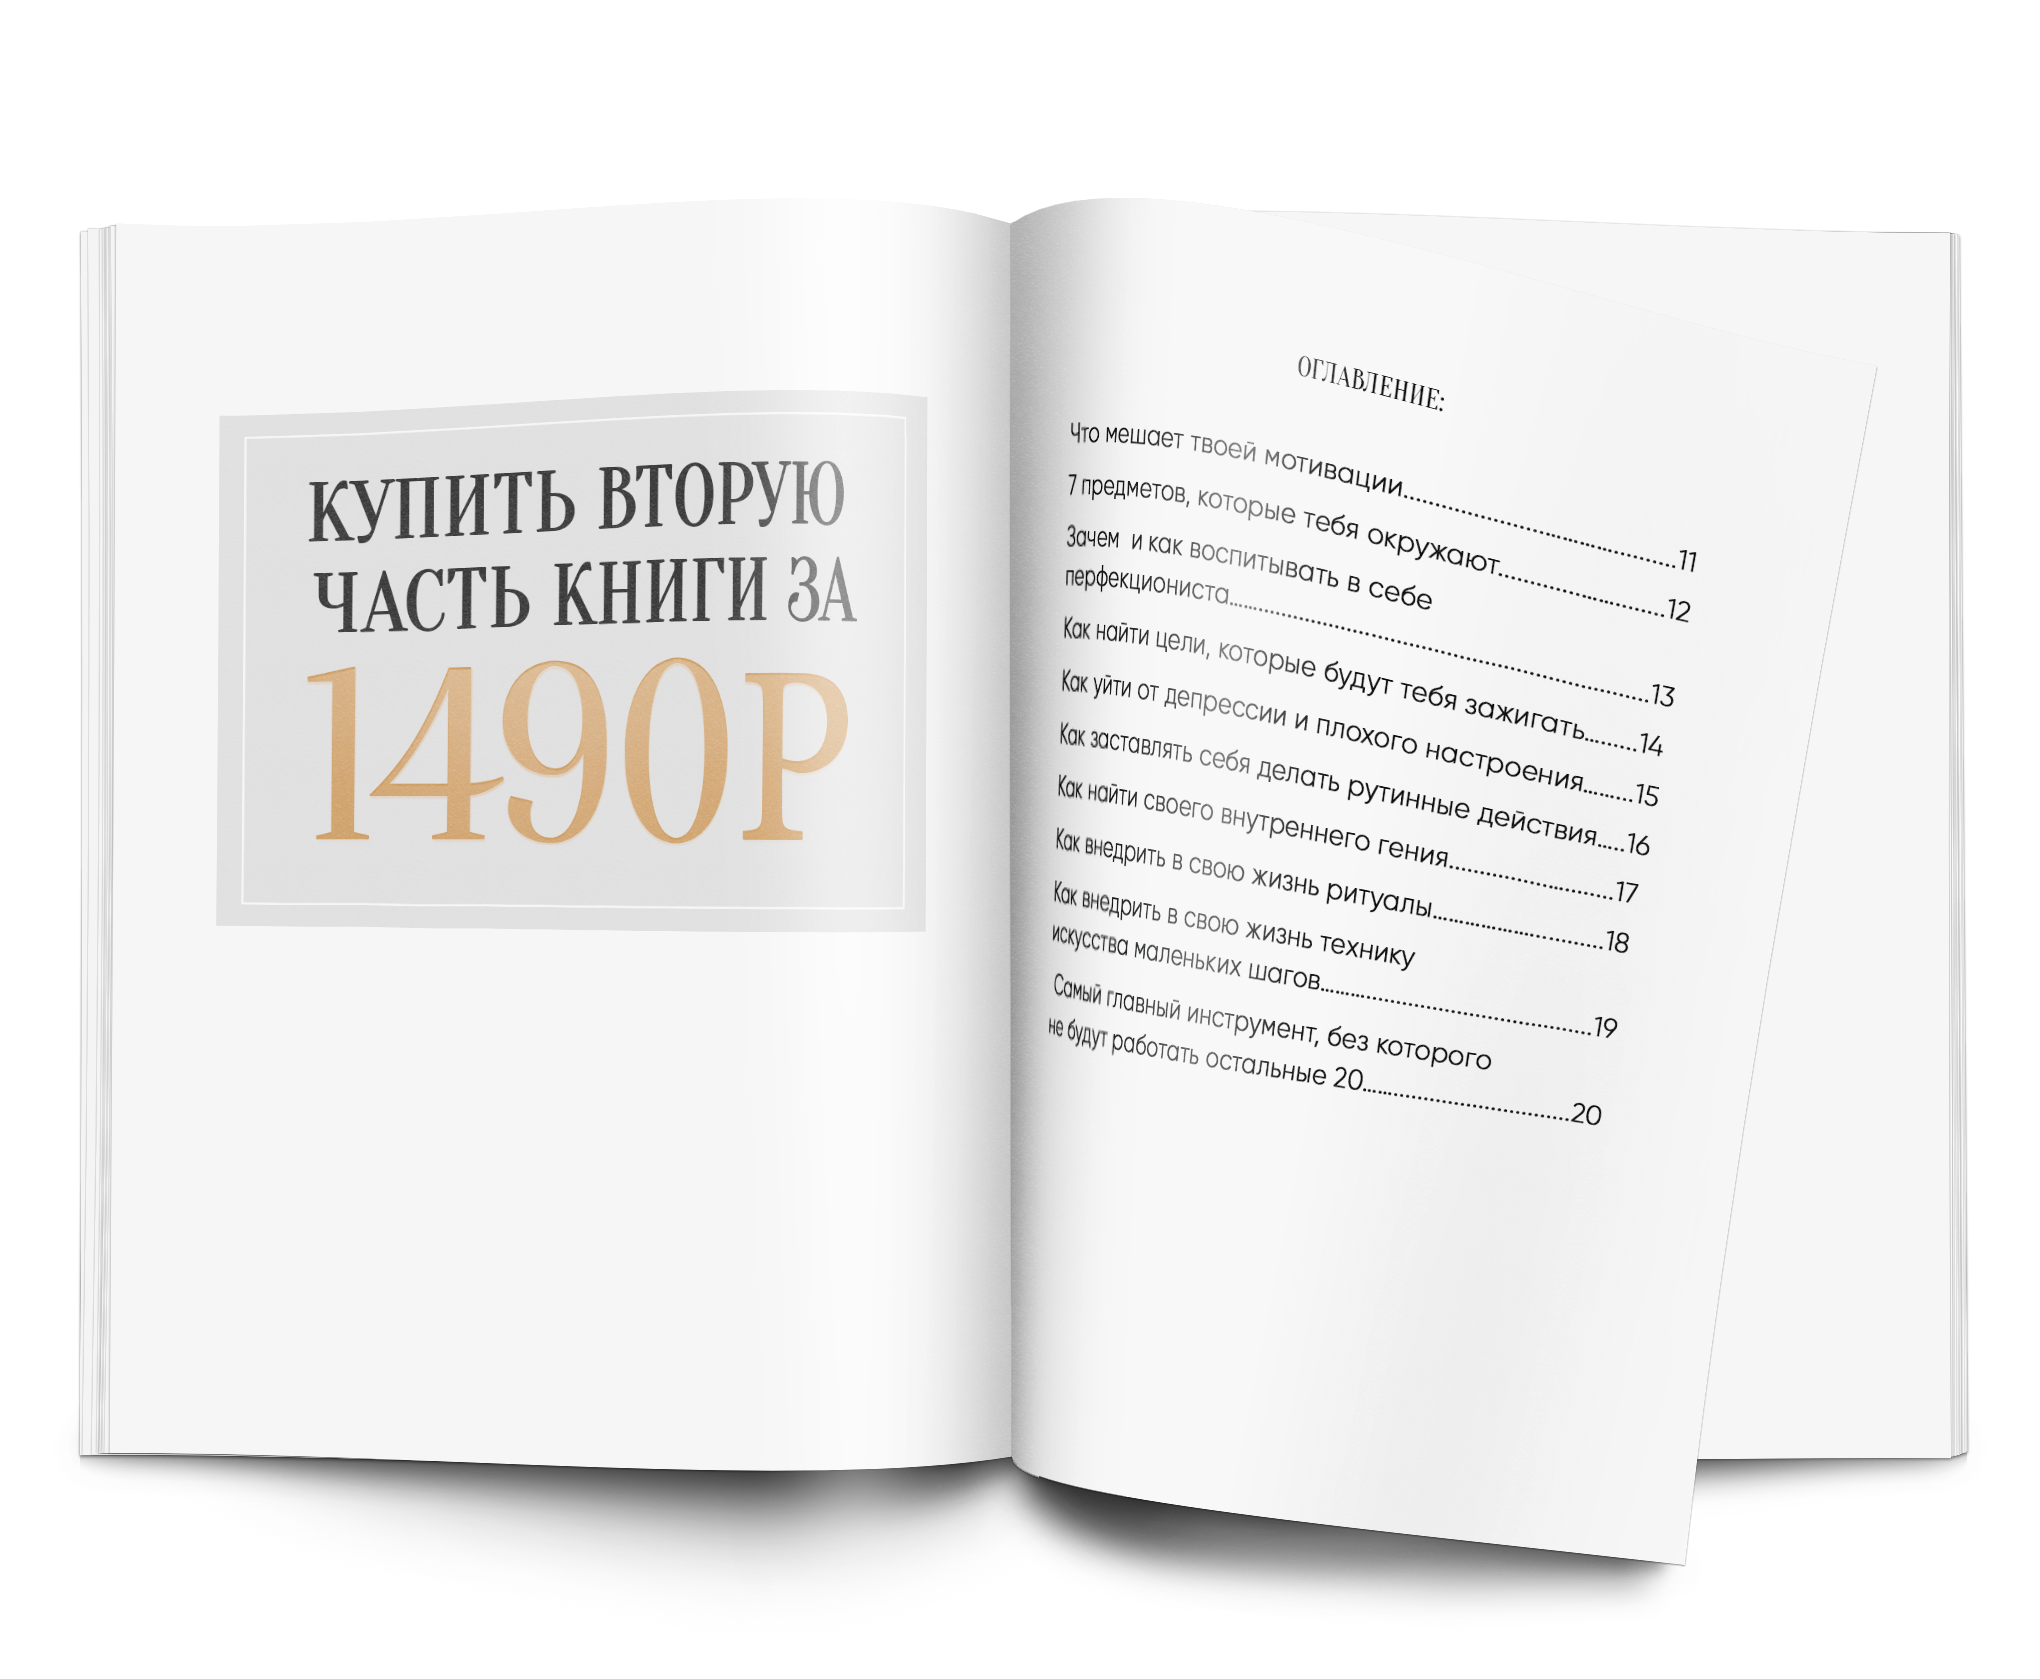 КУПИТЬ ВТОРУЮ
ЧАСТЬ КНИГИ ЗА
1490Р
ОГЛАВЛЕНИЕ:
Что мешает твоей мотивации....................................11
7 предметов, которые тебя окружают......................12
Зачем  и как воспитывать в себе
перфекциониста.......................................................13
Как найти цели, которые будут тебя зажигать........14
Как уйти от депрессии и плохого настроения........15
Как заставлять себя делать рутинные действия.....16
Как найти своего внутреннего гения......................17
Как внедрить в свою жизнь ритуалы.......................18
Как внедрить в свою жизнь технику
искусства маленьких шагов....................................19
Самый главный инструмент, без которого
не будут работать остальные 20...........................20